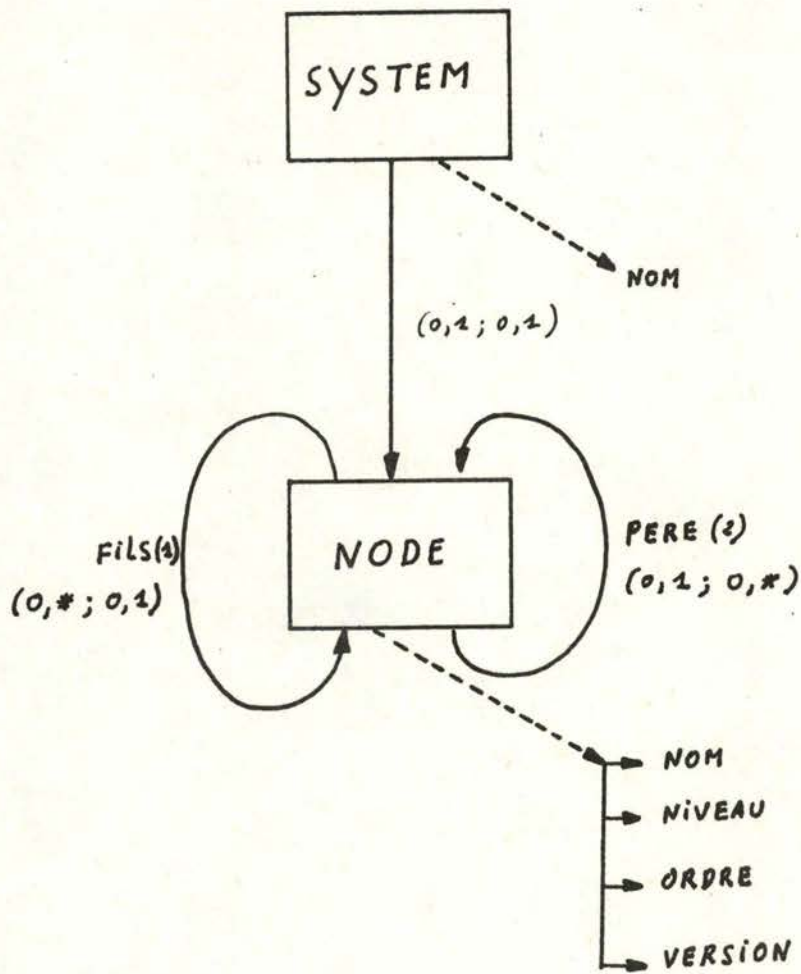 SYSTEM
NOM
(0,1 ; 0,1)
FiLS(1)
(0,* ; 0,1)
NODE
PERE (2)
(0,1 ; 0,*)
NOM
NiVEAU
ORDRE
VERSiON